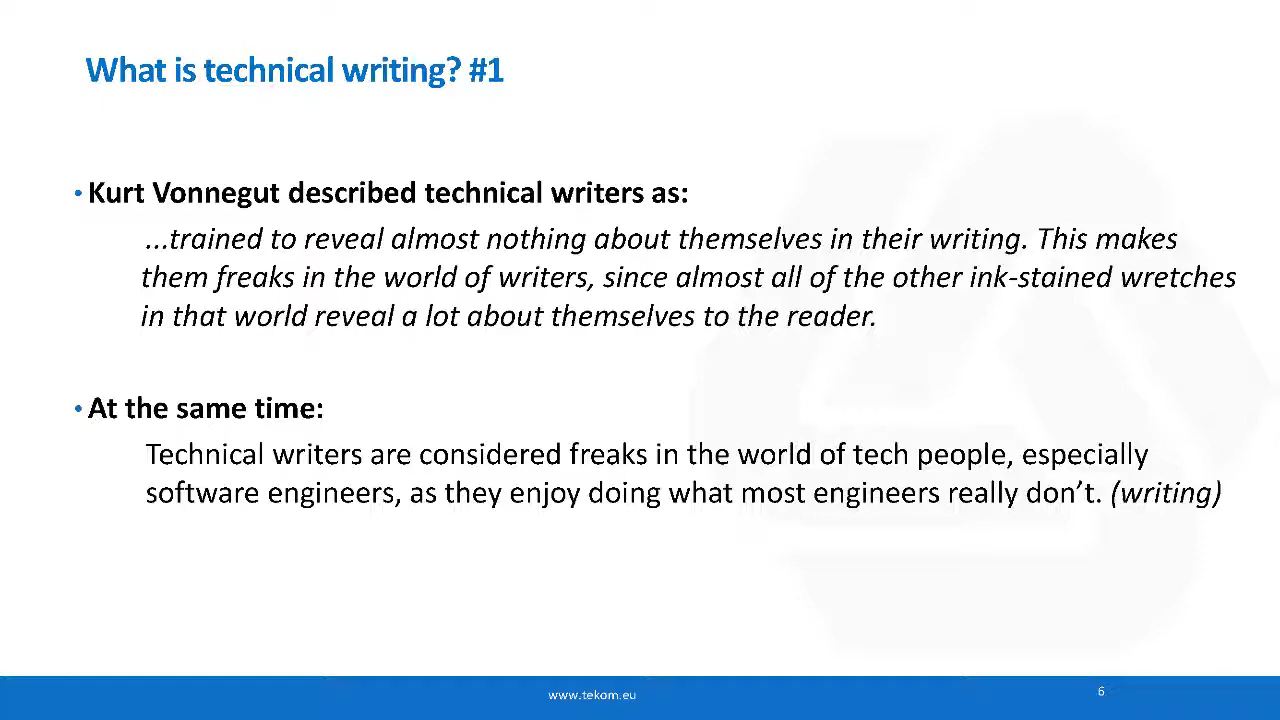 What is technical writing? #1
• Kurt Vonnegut described technical writers as:
...trained to reveal almost nothing about themselves in their writing. This makes
them freaks in the world of writers, since almost all of the other ink-stained wretches
in that world reveal a lot about themselves to the reader.
• At the same time:
Technical writers are considered freaks in the world of tech people, especially
software engineers, as they enjoy doing what most engineers really don’t. (writing)
www.tekom.eu
6